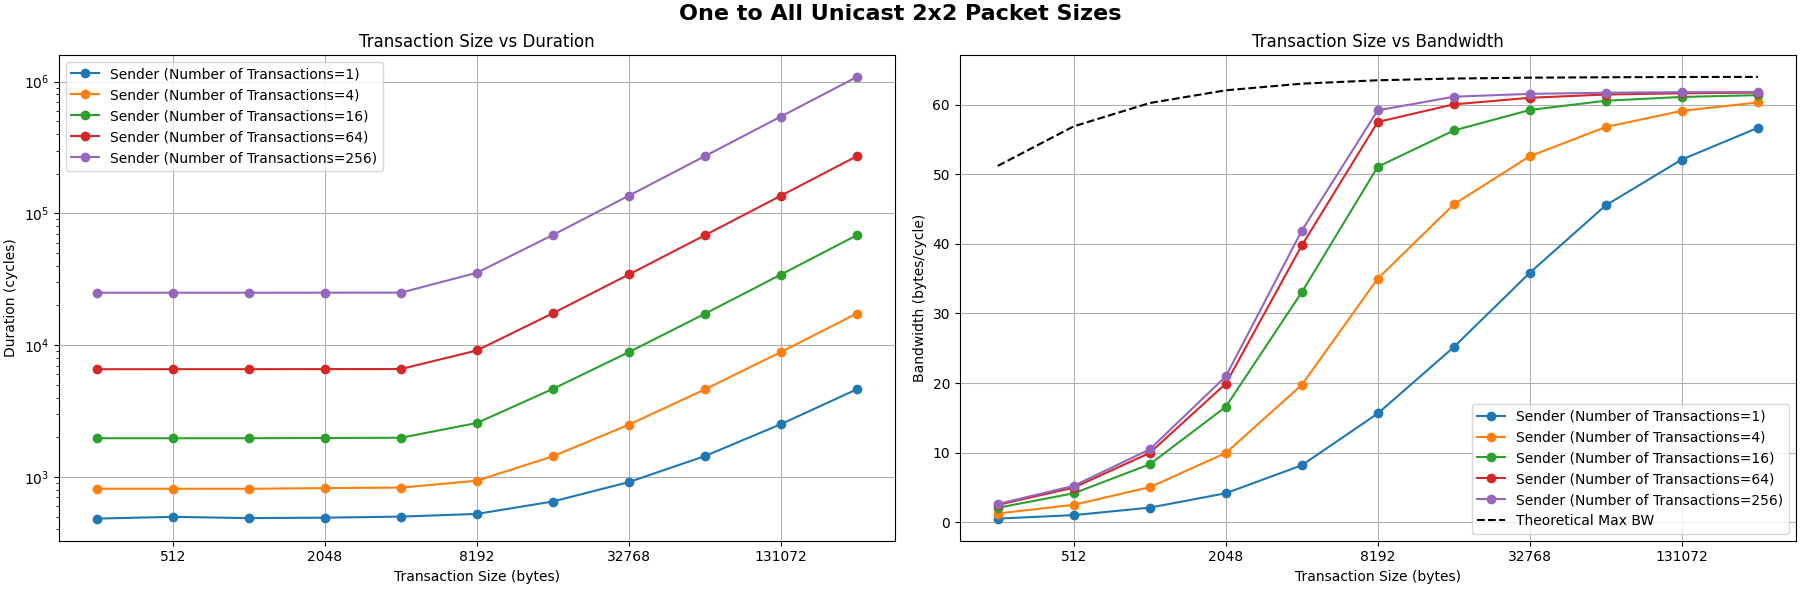 One to All Unicast 2x2 Packet Sizes
Transaction Size vs Duration
Sender (Number of Transactions=1)
Sender (Number of Transactions=4)
Sender (Number of Transactions=16)
Sender (Number of Transactions=64)
Sender (Number of Transactions=256)
10^6
10^5
10^4
10^3
Duration (cycles)
512
2048
8192
32768
131072
Transaction Size (bytes)
Transaction Size vs Bandwidth
60
50
40
30
20
10
0
Bandwidth (bytes/cycle)
Sender (Number of Transactions=1)
Sender (Number of Transactions=4)
Sender (Number of Transactions=16)
Sender (Number of Transactions=64)
Sender (Number of Transactions=256)
Theoretical Max BW
512
2048
8192
32768
131072
Transaction Size (bytes)